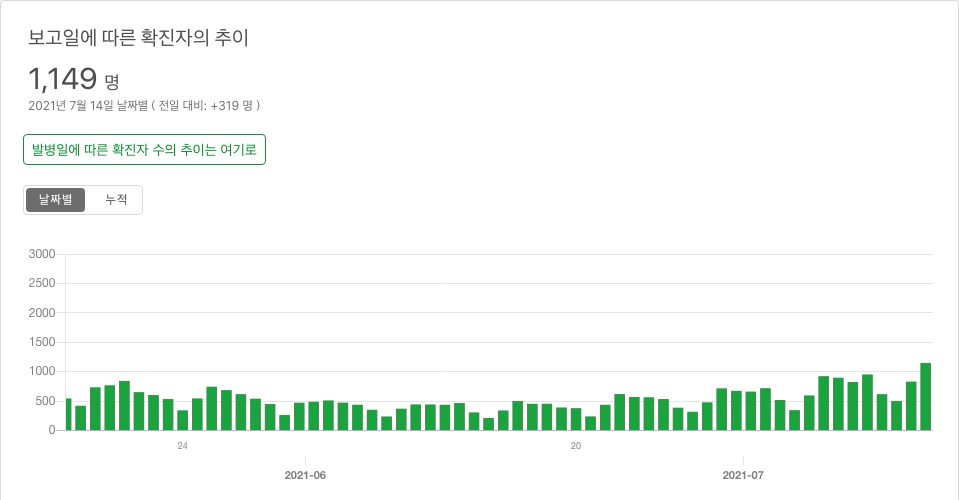 보고일에 따른 확진자의 추이
1,149 명
2021년 7월 14일 날짜별 ( 전일 대비: +319 명 )
발병일에 따른 확진자 수의 추이는 여기로
날짜별 누적
3000
2500
2000
1500
1000
500
0
24 20
2021-06 2021-07